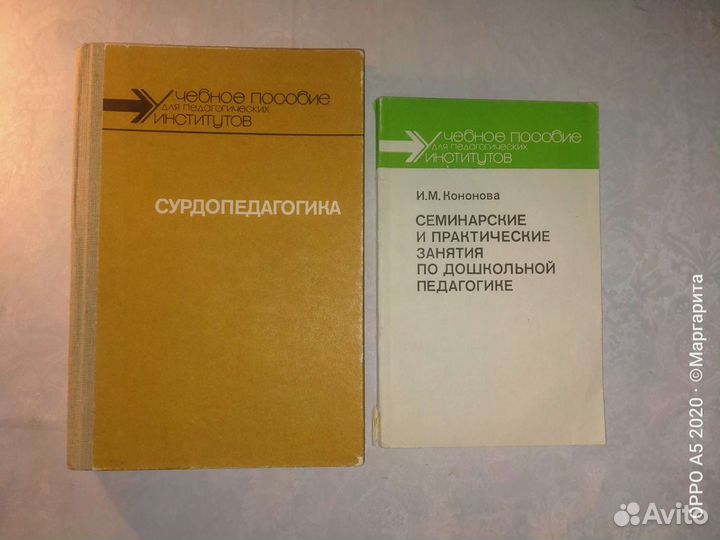 Учебное пособие
для педагогических
институтов
СУРДОПЕДАГОГИКА
Учебное пособие
для педагогических
институтов
И.М. Кононова
СЕМИНАРСКИЕ
И ПРАКТИЧЕСКИЕ
ЗАНЯТИЯ
ПО ДОШКОЛЬНОЙ
ПЕДАГОГИКЕ
OPPO A5 2020 · ©Маргарита
Avito